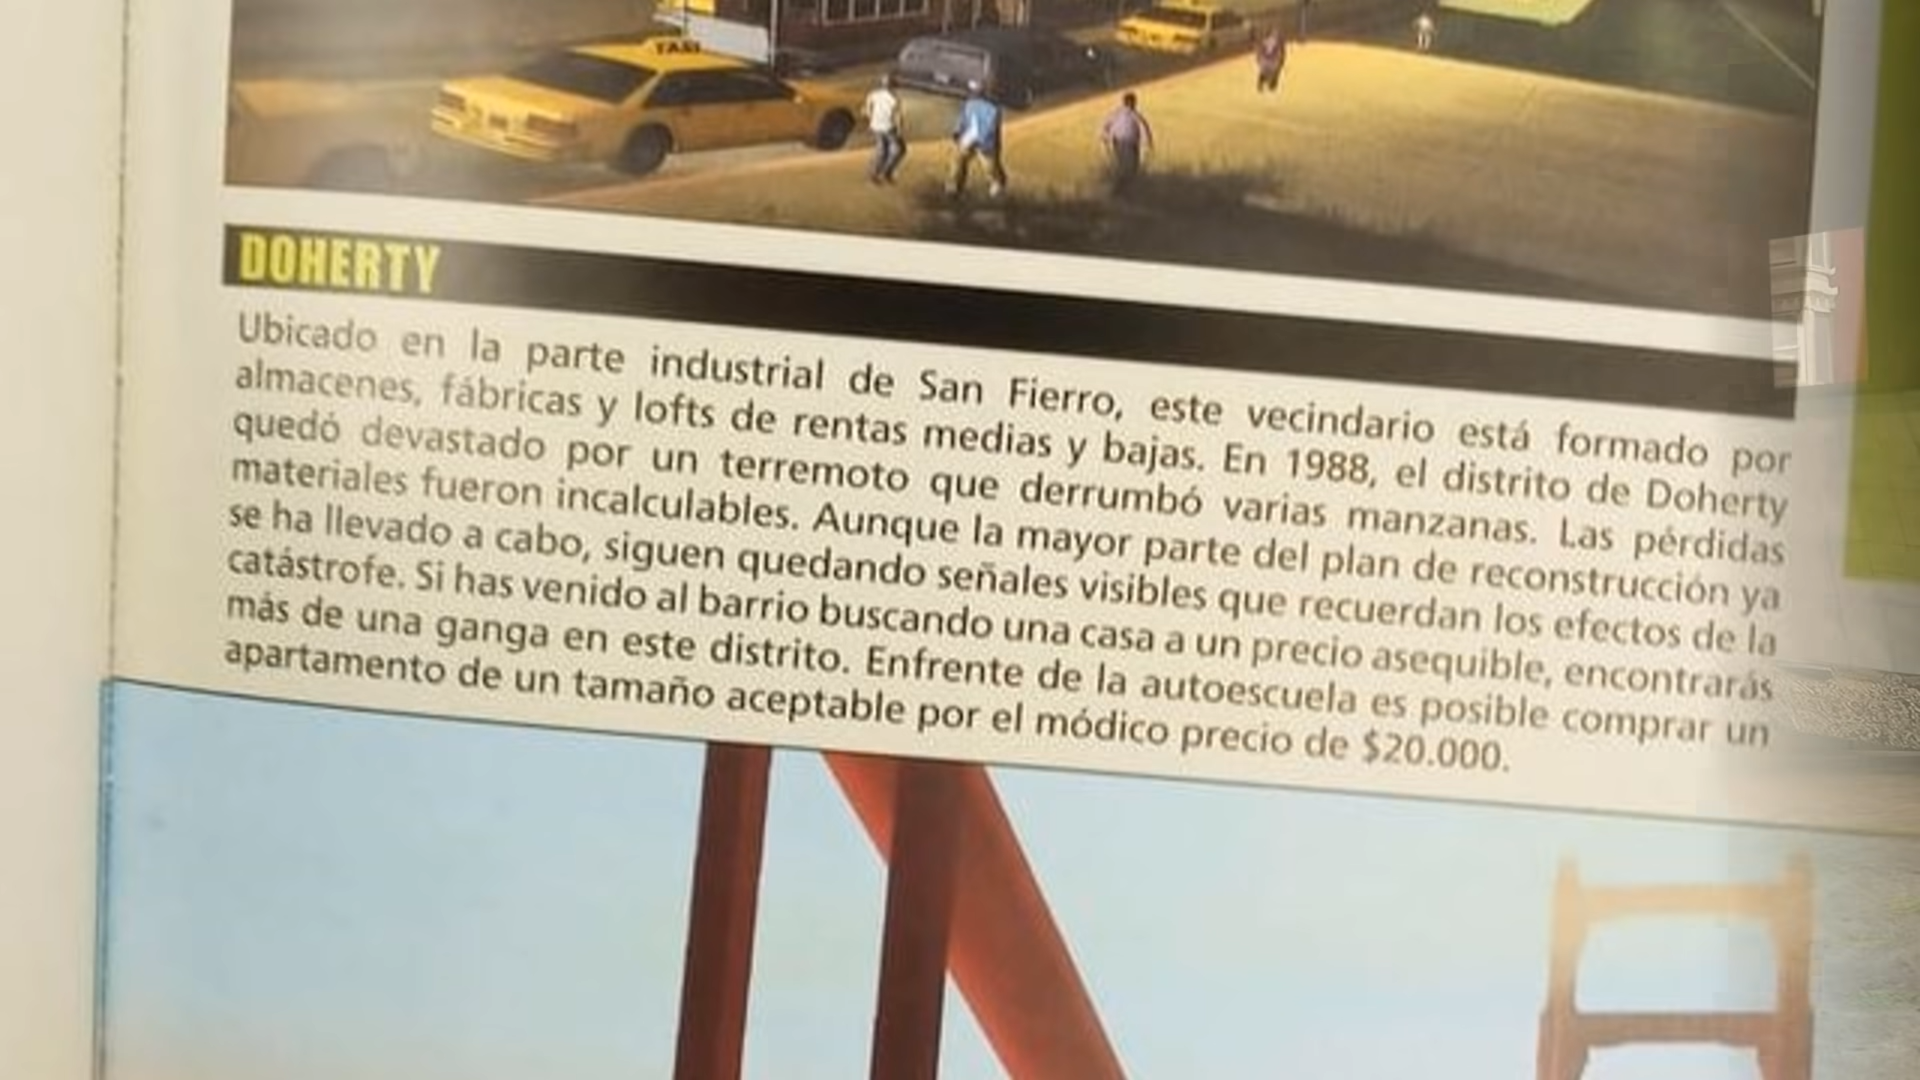 TAXI
DOHERTY
Ubicado en la parte industrial de San Fierro, este vecindario está formado por
almacenes, fábricas y lofts de rentas medias y bajas. En 1988, el distrito de Doherty
quedó devastado por un terremoto que derrumbó varias manzanas. Las pérdidas
materiales fueron incalculables. Aunque la mayor parte del plan de reconstrucción ya
se ha llevado a cabo, siguen quedando señales visibles que recuerdan los efectos de la
catástrofe. Si has venido al barrio buscando una casa a un precio asequible, encontrarás
más de una ganga en este distrito. Enfrente de la autoescuela es posible comprar un
apartamento de un tamaño aceptable por el módico precio de $20.000.